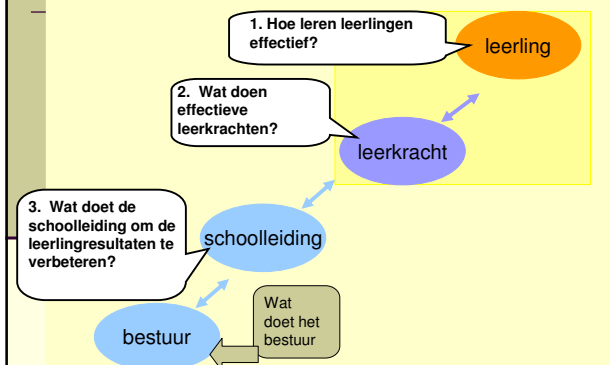 1. Hoe leren leerlingen
effectief?
leerling
2. Wat doen
effectieve
leerkrachten?
leerkracht
3. Wat doet de
schoolleiding om de
leerlingresultaten te
verbeteren?
schoolleiding
Wat
doet het
bestuur
bestuur